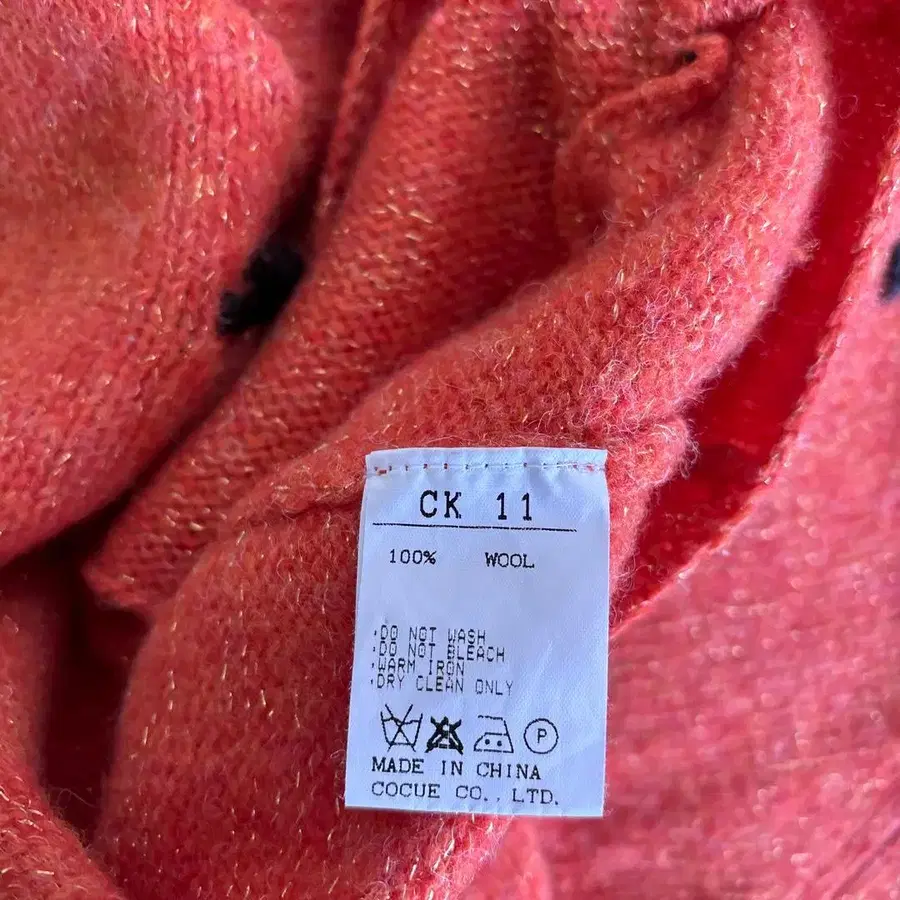 CK 11
100% WOOL
·DO NOT WASH
·DO NOT BLEACH
·WARM IRON
·DRY CLEAN ONLY
P
MADE IN CHINA
COCUE CO., LTD.